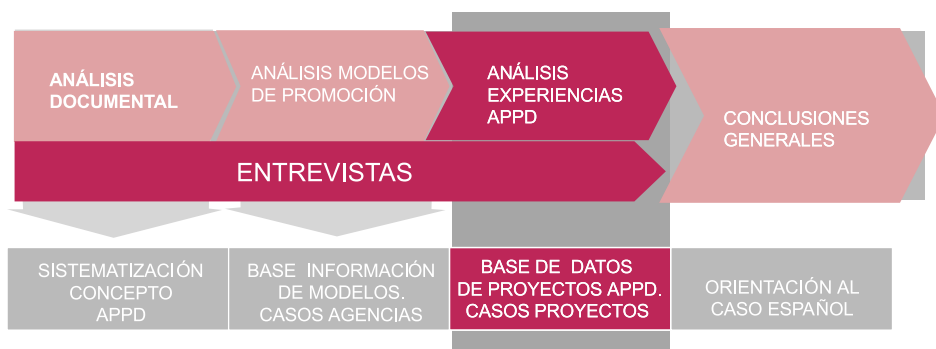 ANÁLISIS
DOCUMENTAL
ANÁLISIS MODELOS
DE PROMOCIÓN
ANÁLISIS
EXPERIENCIAS
APPD
CONCLUSIONES
GENERALES
ENTREVISTAS
SISTEMATIZACIÓN
CONCEPTO
APPD
BASE INFORMACIÓN
DE MODELOS.
CASOS AGENCIAS
BASE DE DATOS
DE PROYECTOS APPD.
CASOS PROYECTOS
ORIENTACIÓN AL
CASO ESPAÑOL